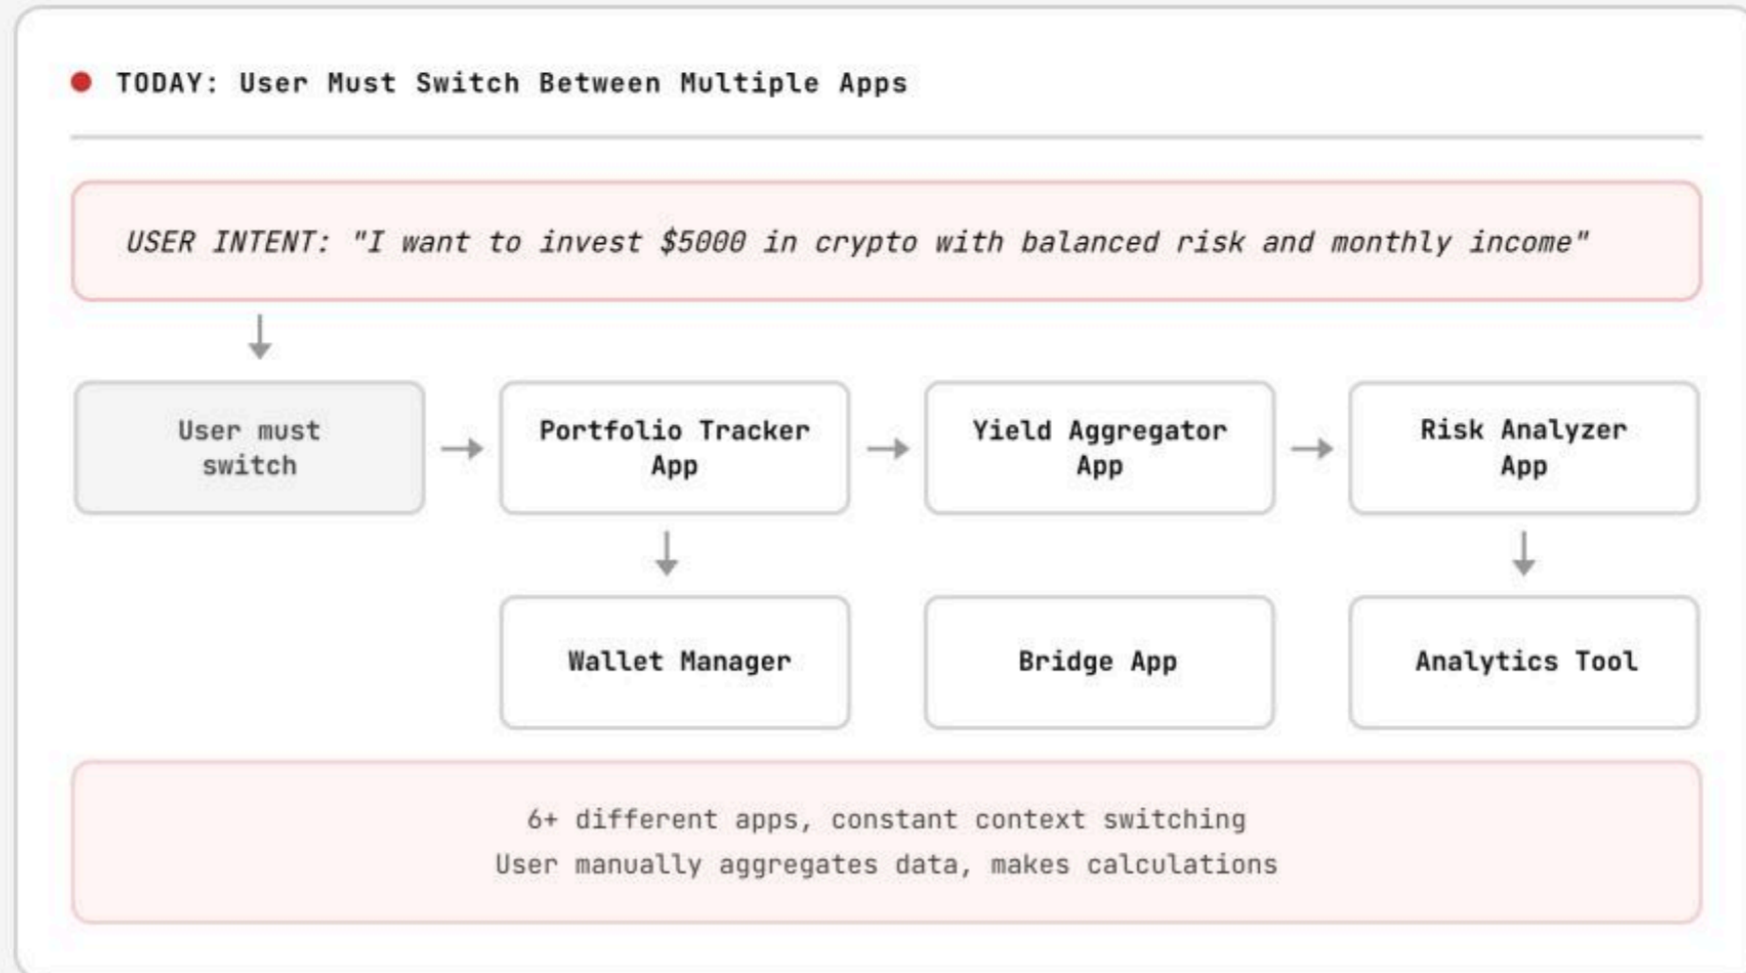 TODAY: User Must Switch Between Multiple Apps
USER INTENT: "I want to invest $5000 in crypto with balanced risk and monthly income"
User must
switch
Portfolio Tracker
App
Yield Aggregator
App
Risk Analyzer
App
Wallet Manager
Bridge App
Analytics Tool
6+ different apps, constant context switching
User manually aggregates data, makes calculations